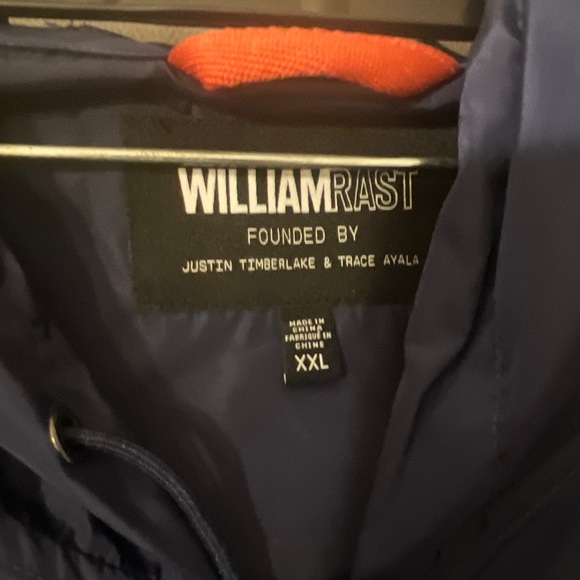 WILLIAMRAST
FOUNDED BY
JUSTIN TIMBERLAKE & TRACE AYALA
MADE IN
CHINA
FABRIQUÉ EN
CHINE
XXL